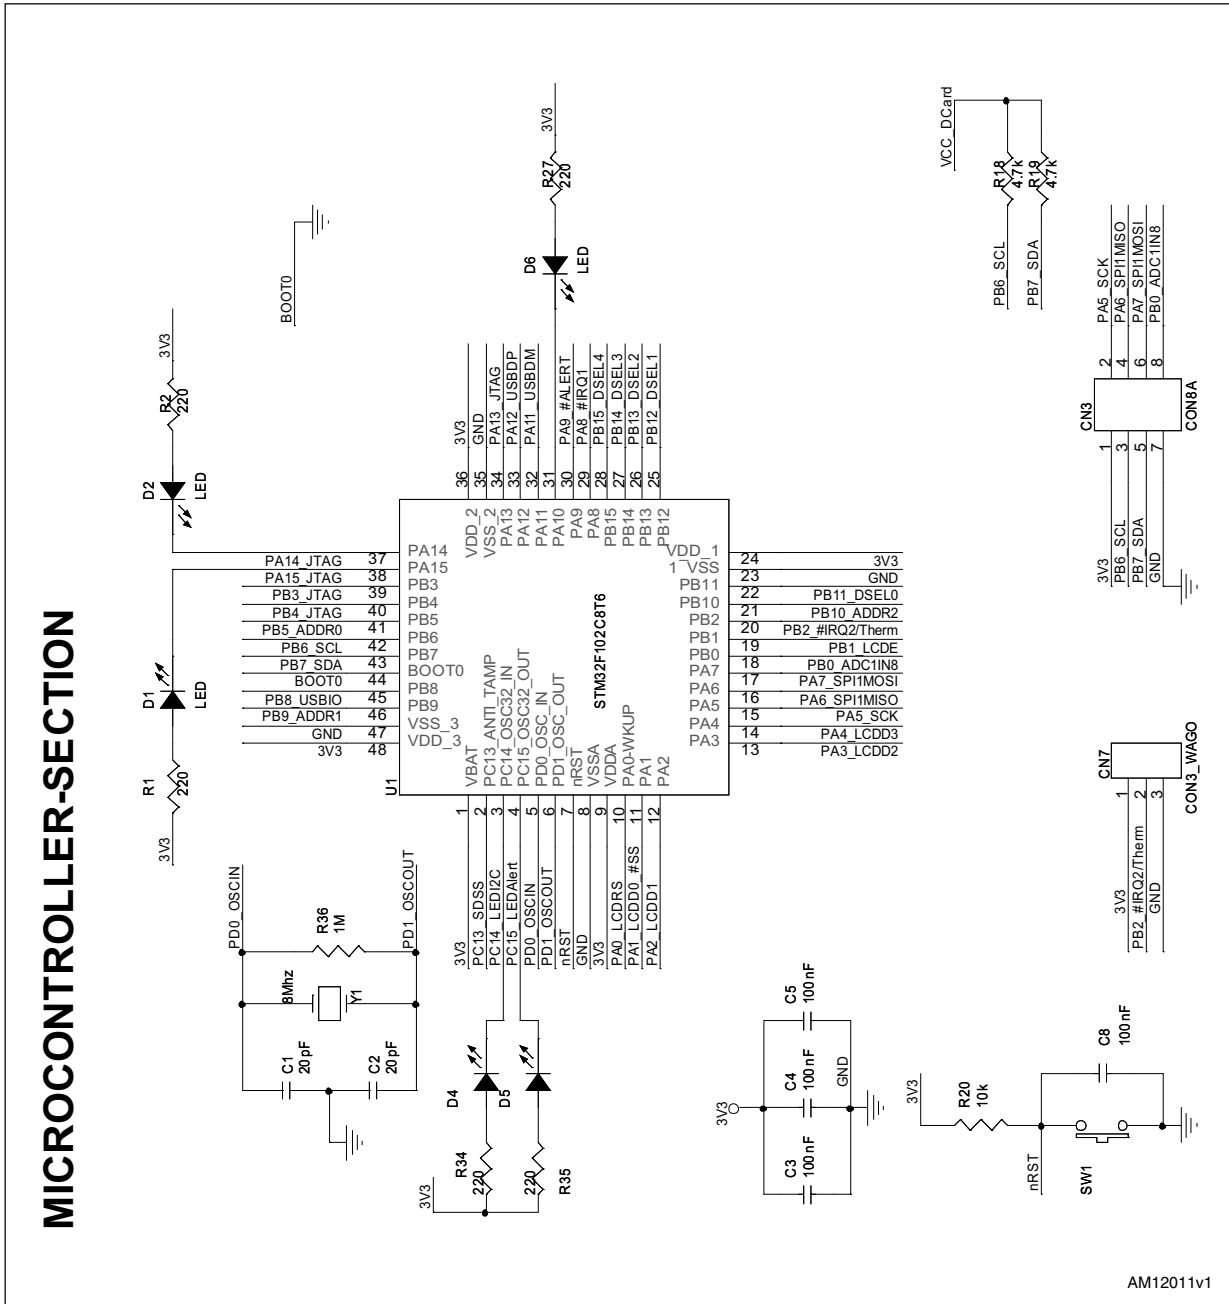 MICROCONTROLLER-SECTION
3V3
R1
220
D1
LED
3V3
R2
220
D2
LED
BOOT0
3V3
R27
220
D6
LED
VCC_DCard
R18
4.7k
R19
4.7k
PB6_SCL
PB7_SDA
PD0_OSCIN
PD1_OSCOUT
R36
1M
8Mhz
Y1
C1
20pF
C2
20pF
U1
STM32F102C8T6
3V3 1 VBAT
PC13_SDSS 2 PC13_ANTI_TAMP
PC14_LEDI2C 3 PC14_OSC32_IN
PC15_LEDAlert 4 PC15_OSC32_OUT
PD0_OSCIN 5 PD0_OSC_IN
PD1_OSCOUT 6 PD1_OSC_OUT
nRST 7 nRST
GND 8 VSSA
3V3 9 VDDA
PA0_LCDRS 10 PA0-WKUP
PA1_LCDD0_#SS 11 PA1
PA2_LCDD1 12 PA2
PA3 13 PA3_LCDD2
PA4 14 PA4_LCDD3
PA5 15 PA5_SCK
PA6 16 PA6_SPI1MISO
PA7 17 PA7_SPI1MOSI
PB0 18 PB0_ADC1IN8
PB1 19 PB1_LCDE
PB2 20 PB2_#IRQ2/Therm
PB10 21 PB10_ADDR2
PB11 22 PB11_DSEL0
1_VSS 23 GND
VDD_1 24 3V3
PB12 25 PB12_DSEL1
PB13 26 PB13_DSEL2
PB14 27 PB14_DSEL3
PB15 28 PB15_DSEL4
PA8 29 PA8_#IRQ1
PA9 30 PA9_#ALERT
PA10 31
PA11 32 PA11_USBDM
PA12 33 PA12_USBDP
PA13 34 PA13_JTAG
VSS_2 35 GND
VDD_2 36 3V3
PA14_JTAG 37 PA14
PA15_JTAG 38 PA15
PB3_JTAG 39 PB3
PB4_JTAG 40 PB4
PB5_ADDR0 41 PB5
PB6_SCL 42 PB6
PB7_SDA 43 PB7
BOOT0 44 BOOT0
PB8_USBIO 45 PB8
PB9_ADDR1 46 PB9
GND 47 VSS_3
3V3 48 VDD_3
D4
D5
R34
220
220
R35
3V3
3V3
C3
100nF
C4
100nF
C5
100nF
GND
3V3
R20
10k
nRST
SW1
C8
100nF
CN3
CON8A
3V3 1 2 PA5_SCK
PB6_SCL 3 4 PA6_SPI1MISO
PB7_SDA 5 6 PA7_SPI1MOSI
GND 7 8 PB0_ADC1IN8
CN7
CON3_WAGO
3V3 1
PB2_#IRQ2/Therm 2
GND 3
AM12011v1